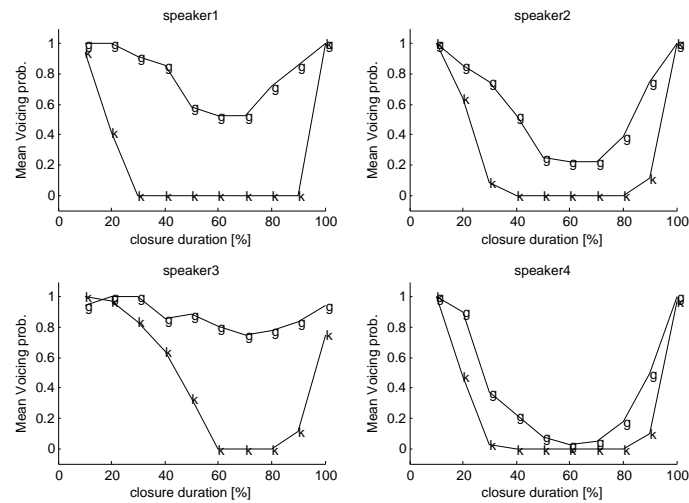 speaker1
1
0.8
0.6
0.4
0.2
0
Mean Voicing prob.
g g g g g g g g g g
k k k k k k k k k k
0 20 40 60 80 100
closure duration [%]
speaker2
1
0.8
0.6
0.4
0.2
0
Mean Voicing prob.
g g g g g g g g g g
k k k k k k k k k k
0 20 40 60 80 100
closure duration [%]
speaker3
1
0.8
0.6
0.4
0.2
0
Mean Voicing prob.
g g g g g g g g g g
k k k k k k k k k k
0 20 40 60 80 100
closure duration [%]
speaker4
1
0.8
0.6
0.4
0.2
0
Mean Voicing prob.
g g g g g g g g g g
k k k k k k k k k k
0 20 40 60 80 100
closure duration [%]